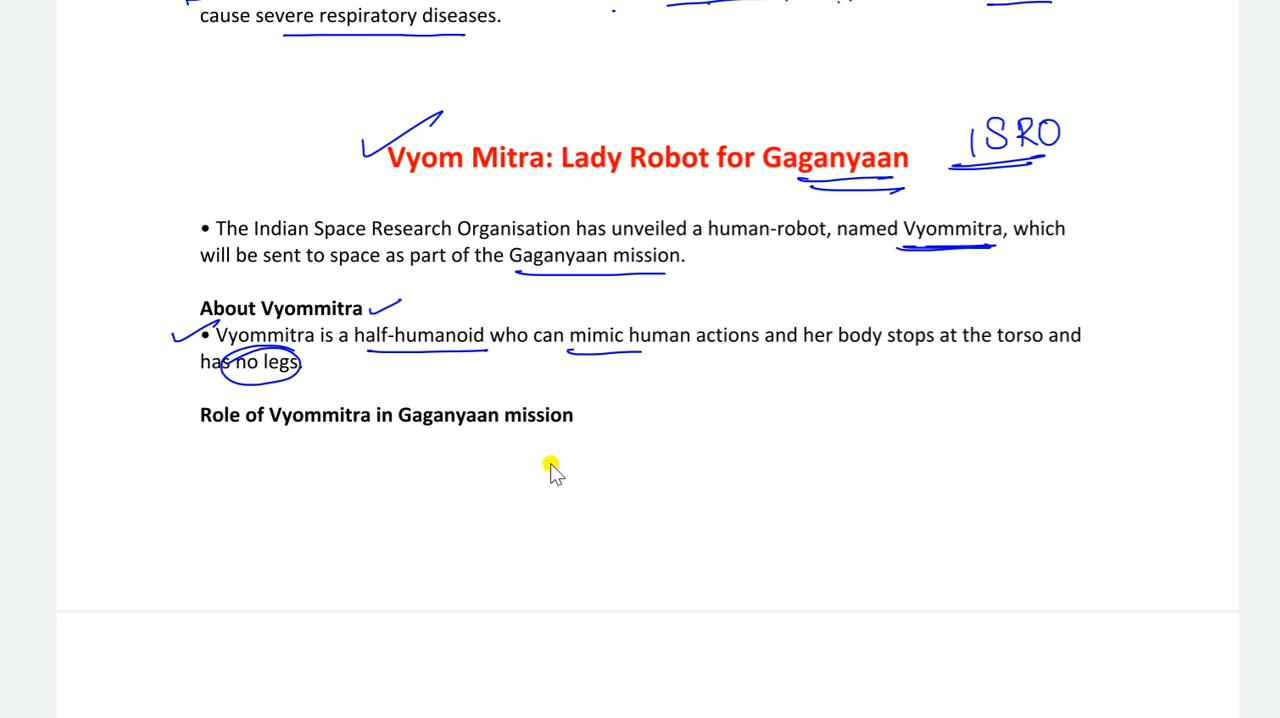 cause severe respiratory diseases.
Vyom Mitra: Lady Robot for Gaganyaan
ISRO
• The Indian Space Research Organisation has unveiled a human-robot, named Vyommitra, which
will be sent to space as part of the Gaganyaan mission.
About Vyommitra
• Vyommitra is a half-humanoid who can mimic human actions and her body stops at the torso and
has no legs.
Role of Vyommitra in Gaganyaan mission